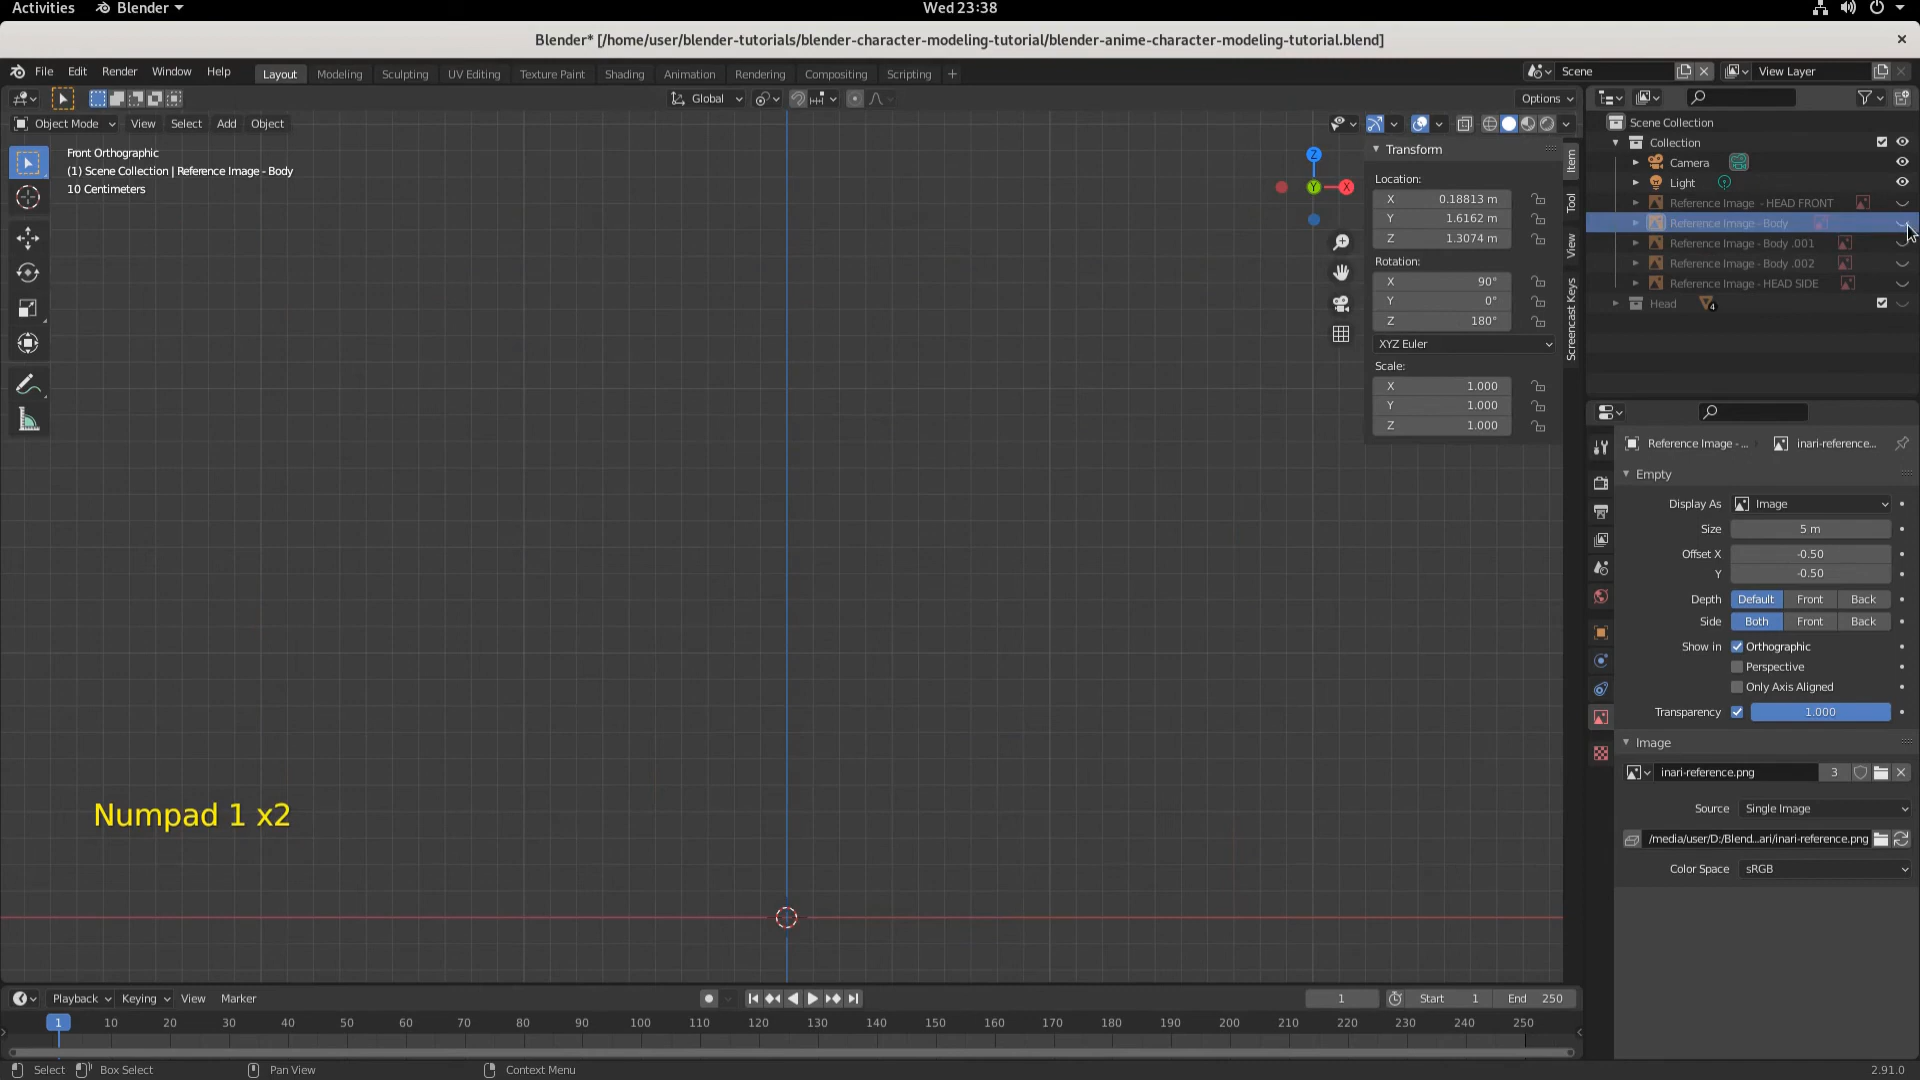 Activities Blender Wed 23:38
Blender* [/home/user/blender-tutorials/blender-character-modeling-tutorial/blender-anime-character-modeling-tutorial.blend]
File Edit Render Window Help Layout Modeling Sculpting UV Editing Texture Paint Shading Animation Rendering Compositing Scripting + Scene View Layer
Global Options
Object Mode View Select Add Object
Front Orthographic
(1) Scene Collection | Reference Image - Body
10 Centimeters
Z
Y
X
Transform
Location:
X 0.18813 m
Y 1.6162 m
Z 1.3074 m
Rotation:
X 90°
Y 0°
Z 180°
XYZ Euler
Scale:
X 1.000
Y 1.000
Z 1.000
Item
Tool
View
Screencast Keys
Scene Collection
Collection
Camera
Light
Reference Image - HEAD FRONT
Reference Image - Body
Reference Image - Body .001
Reference Image - Body .002
Reference Image - HEAD SIDE
Head 4
Reference Image - ... inari-reference...
Empty
Display As Image
Size 5 m
Offset X -0.50
Y -0.50
Depth Default Front Back
Side Both Front Back
Show in Orthographic
Perspective
Only Axis Aligned
Transparency 1.000
Image
inari-reference.png 3
Source Single Image
/media/user/D:/Blend...ari/inari-reference.png
Color Space sRGB
Numpad 1 x2
Playback Keying View Marker 1 Start 1 End 250
1 10 20 30 40 50 60 70 80 90 100 110 120 130 140 150 160 170 180 190 200 210 220 230 240 250
Select Box Select Pan View Context Menu 2.91.0